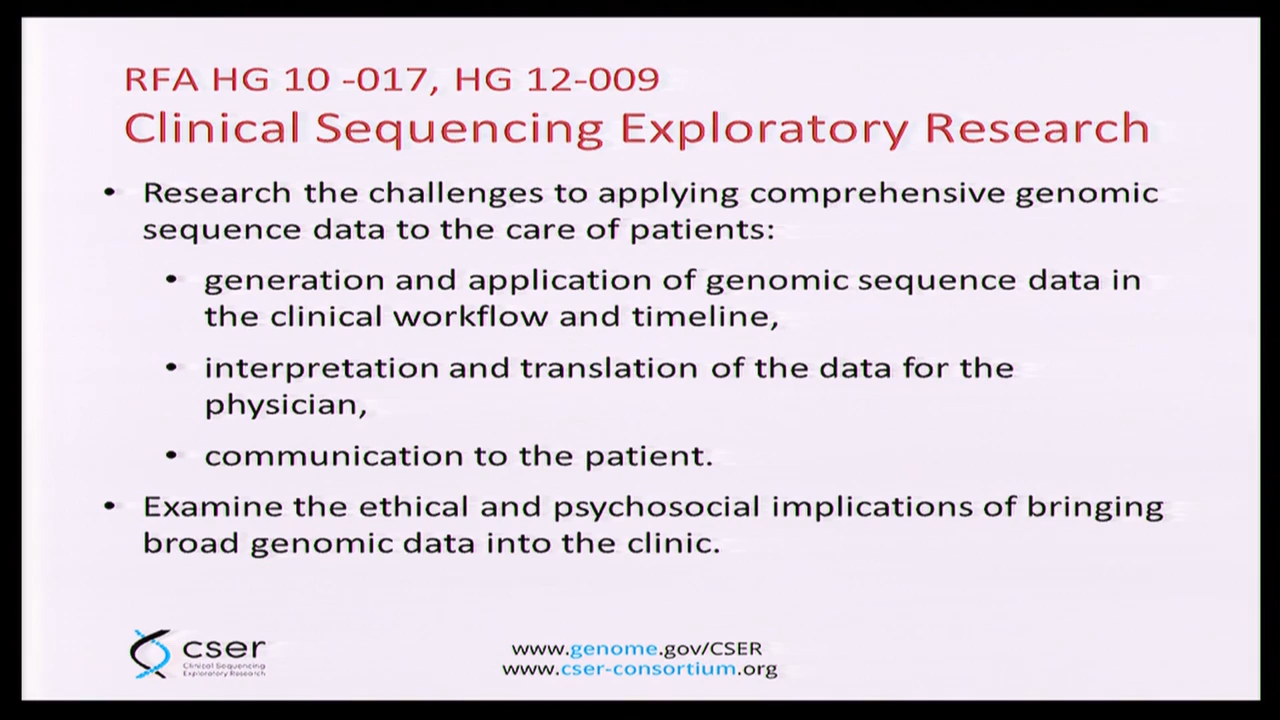 RFA HG 10 -017, HG 12-009
Clinical Sequencing Exploratory Research
• Research the challenges to applying comprehensive genomic
sequence data to the care of patients:
• generation and application of genomic sequence data in
the clinical workflow and timeline,
• interpretation and translation of the data for the
physician,
• communication to the patient.
• Examine the ethical and psychosocial implications of bringing
broad genomic data into the clinic.
cser
Clinical Sequencing
Exploratory Research
www.genome.gov/CSER
www.cser-consortium.org